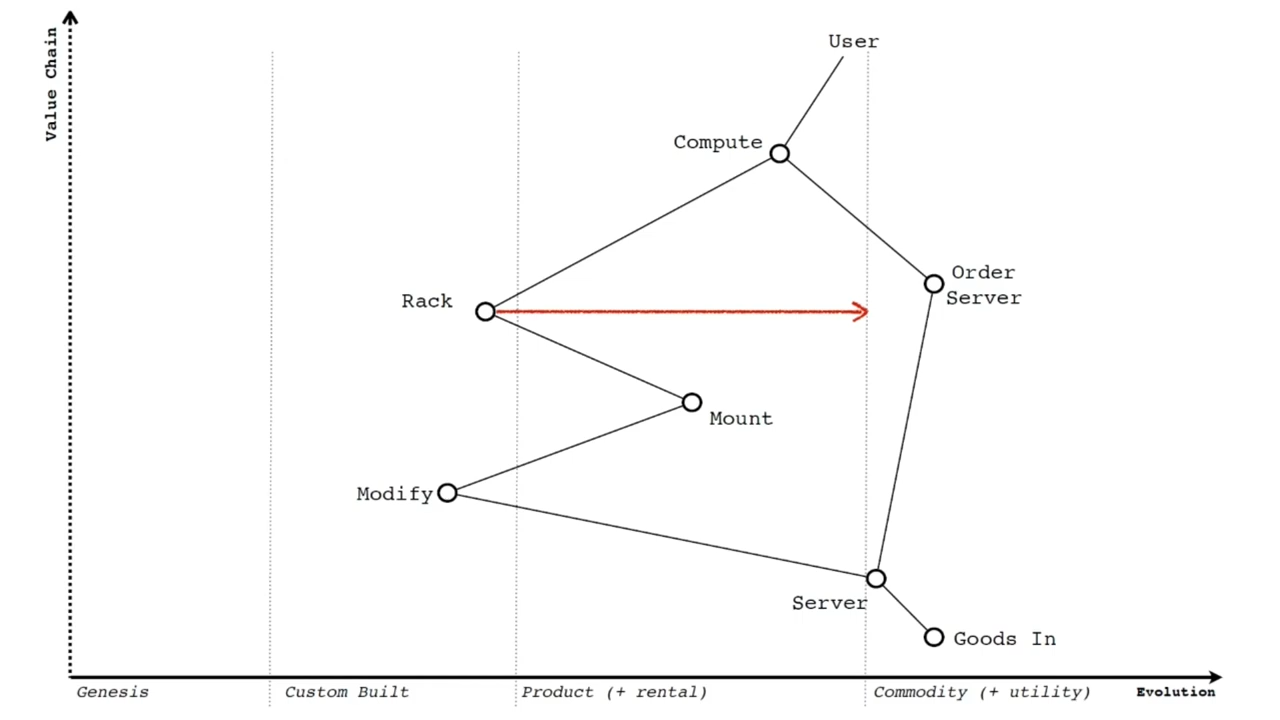 Value Chain
User
Compute
Order
Server
Rack
Mount
Modify
Server
Goods In
Genesis
Custom Built
Product (+ rental)
Commodity (+ utility)
Evolution